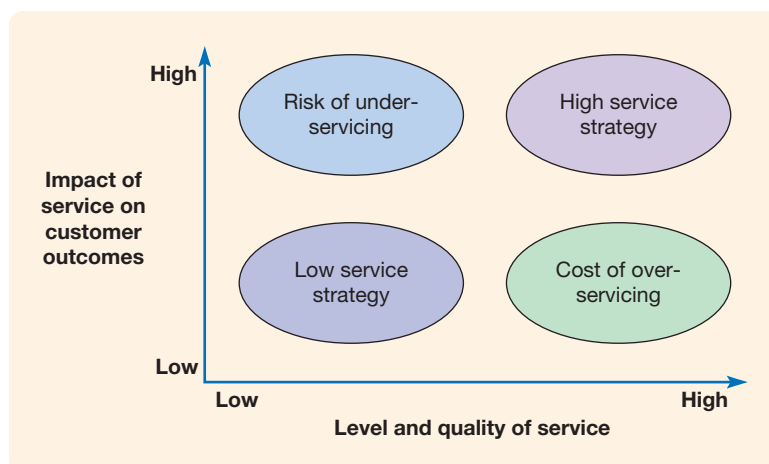 High
Risk of under-
servicing
High service
strategy
Impact of
service on
customer
outcomes
Low service
strategy
Cost of over-
servicing
Low
Low
High
Level and quality of service